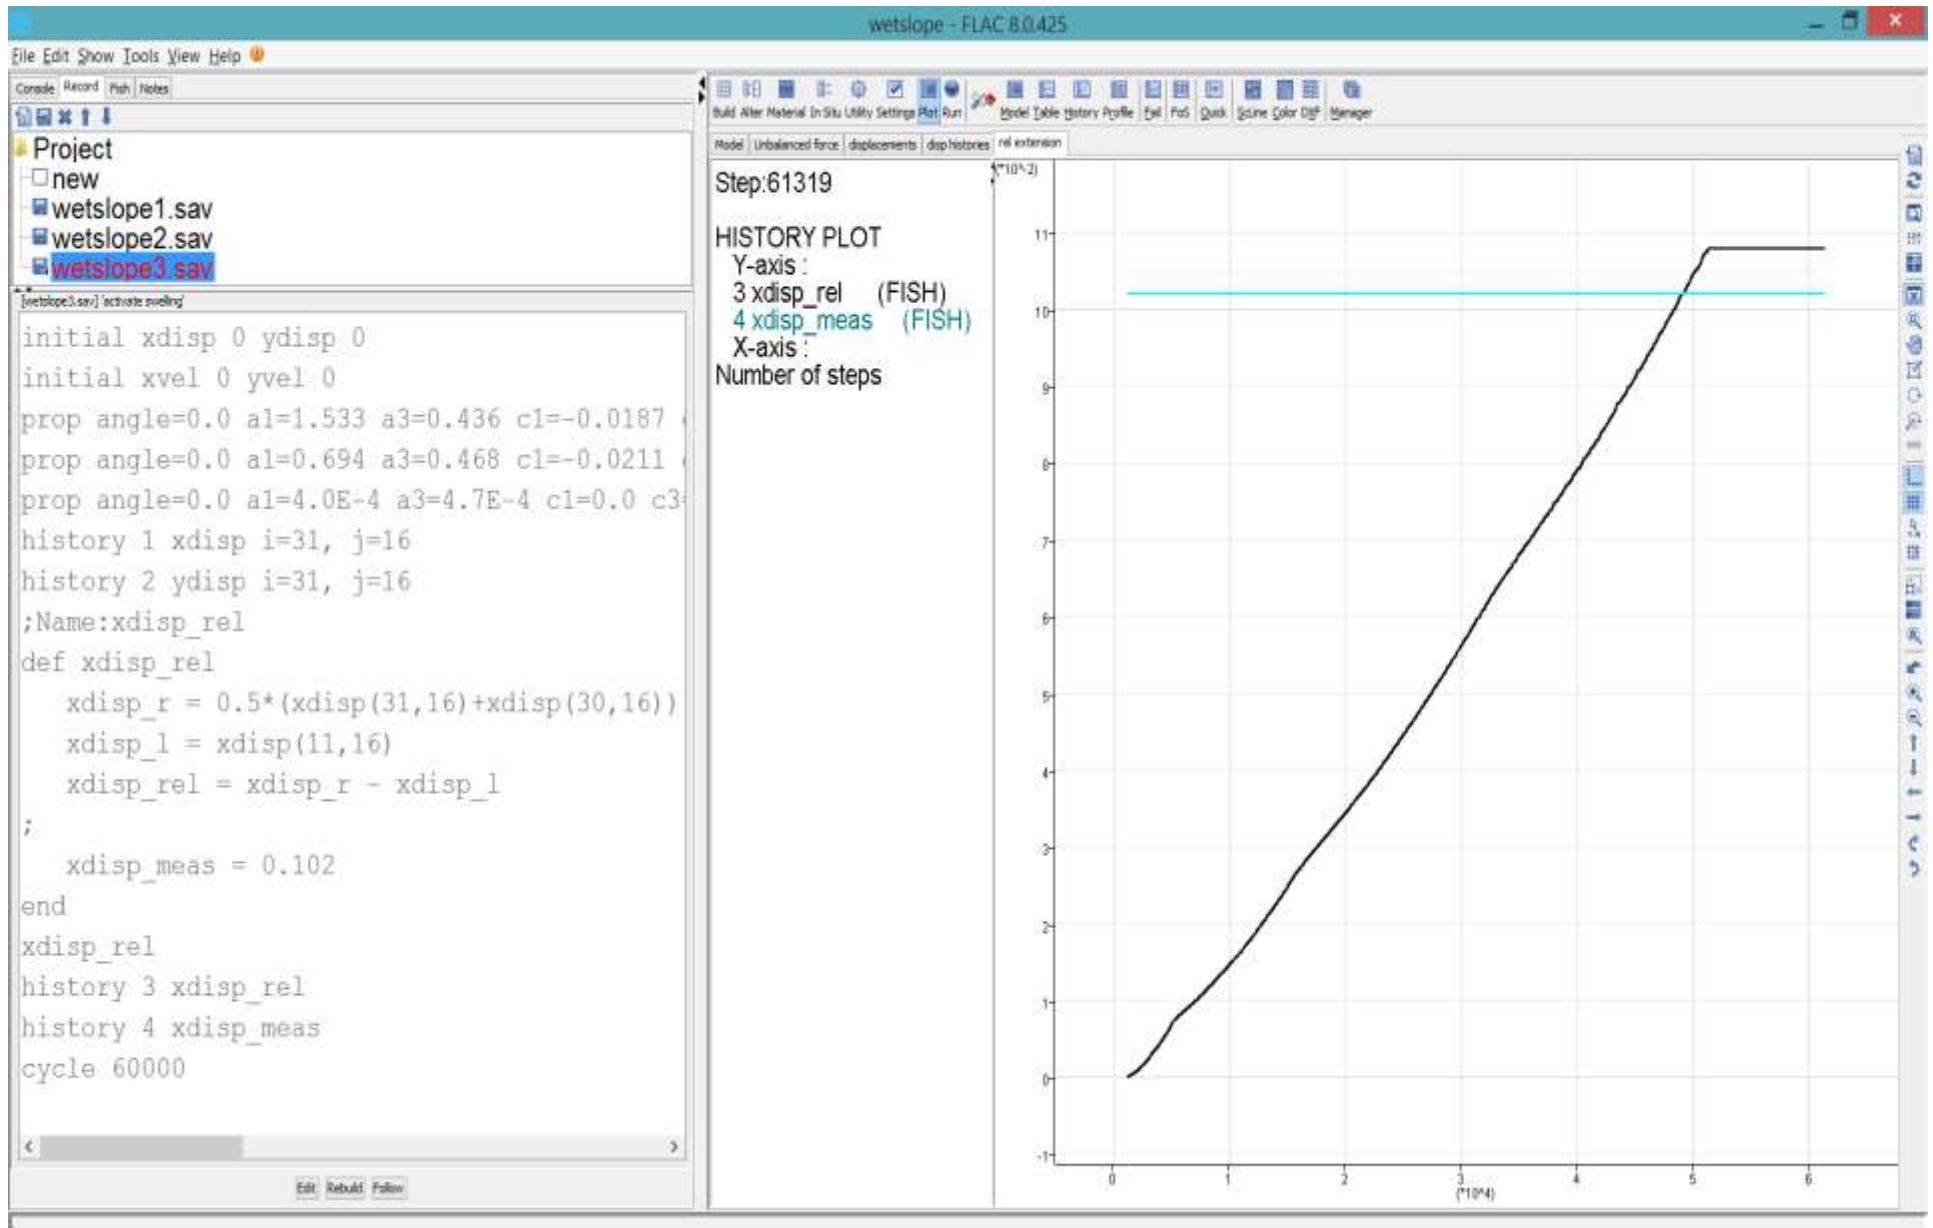 wetslope - FLAC 8.0.425
File Edit Show Tools View Help
Console Record Fish Notes
Project
new
wetslope1.sav
wetslope2.sav
wetslope3.sav
[wetslope3.sav] 'activate swelling'
initial xdisp 0 ydisp 0
initial xvel 0 yvel 0
prop angle=0.0 a1=1.533 a3=0.436 c1=-0.0187
prop angle=0.0 a1=0.694 a3=0.468 c1=-0.0211
prop angle=0.0 a1=4.0E-4 a3=4.7E-4 c1=0.0 c3=
history 1 xdisp i=31, j=16
history 2 ydisp i=31, j=16
;Name:xdisp_rel
def xdisp_rel
xdisp_r = 0.5*(xdisp(31,16)+xdisp(30,16))
xdisp_l = xdisp(11,16)
xdisp_rel = xdisp_r - xdisp_l
;
xdisp_meas = 0.102
end
xdisp_rel
history 3 xdisp_rel
history 4 xdisp_meas
cycle 60000
Edit Rebuild Follow
Build Alter Material In Situ Utility Settings Plot Run Model Table History Profile Fail FoS Quick ScLine Color DXF Manager
Model Unbalanced force displacements disp histories rel extension
Step:61319
HISTORY PLOT
Y-axis :
3 xdisp_rel (FISH)
4 xdisp_meas (FISH)
X-axis :
Number of steps
(*10^-2)
11
10
9
8
7
6
5
4
3
2
1
0
-1
0 1 2 3 4 5 6
(*10^4)